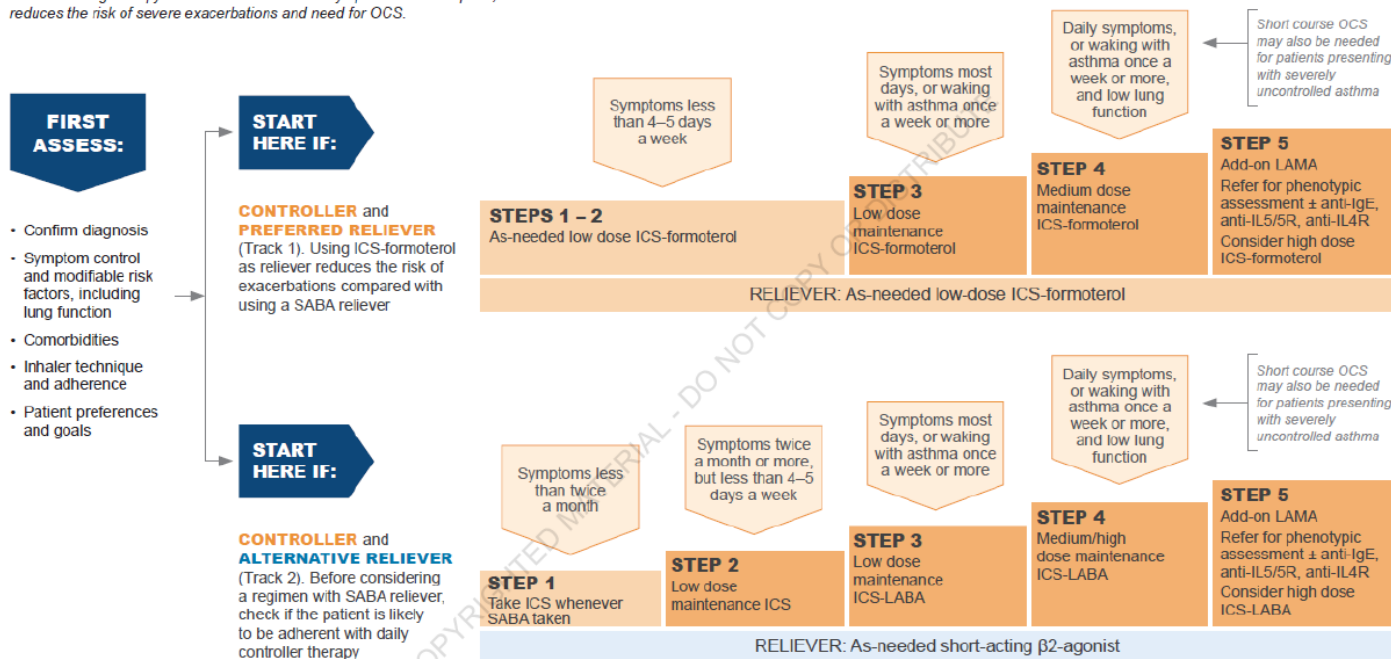 reduces the risk of severe exacerbations and need for OCS.
FIRST
ASSESS:
• Confirm diagnosis
• Symptom control
and modifiable risk
factors, including
lung function
• Comorbidities
• Inhaler technique
and adherence
• Patient preferences
and goals
START
HERE IF:
CONTROLLER and
PREFERRED RELIEVER
(Track 1). Using ICS-formoterol
as reliever reduces the risk of
exacerbations compared with
using a SABA reliever
Symptoms less
than 4–5 days
a week
Symptoms most
days, or waking
with asthma once
a week or more
Daily symptoms,
or waking with
asthma once a
week or more,
and low lung
function
Short course OCS
may also be needed
for patients presenting
with severely
uncontrolled asthma
STEPS 1 – 2
As-needed low dose ICS-formoterol
STEP 3
Low dose
maintenance
ICS-formoterol
STEP 4
Medium dose
maintenance
ICS-formoterol
STEP 5
Add-on LAMA
Refer for phenotypic
assessment ± anti-IgE,
anti-IL5/5R, anti-IL4R
Consider high dose
ICS-formoterol
RELIEVER: As-needed low-dose ICS-formoterol
START
HERE IF:
CONTROLLER and
ALTERNATIVE RELIEVER
(Track 2). Before considering
a regimen with SABA reliever,
check if the patient is likely
to be adherent with daily
controller therapy
Symptoms less
than twice
a month
Symptoms twice
a month or more,
but less than 4–5
days a week
Symptoms most
days, or waking
with asthma once
a week or more
Daily symptoms,
or waking with
asthma once a
week or more,
and low lung
function
Short course OCS
may also be needed
for patients presenting
with severely
uncontrolled asthma
STEP 1
Take ICS whenever
SABA taken
STEP 2
Low dose
maintenance ICS
STEP 3
Low dose
maintenance
ICS-LABA
STEP 4
Medium/high
dose maintenance
ICS-LABA
STEP 5
Add-on LAMA
Refer for phenotypic
assessment ± anti-IgE,
anti-IL5/5R, anti-IL4R
Consider high dose
ICS-LABA
RELIEVER: As-needed short-acting β2-agonist
COPYRIGHTED MATERIAL - DO NOT COPY OR DISTRIBUTE